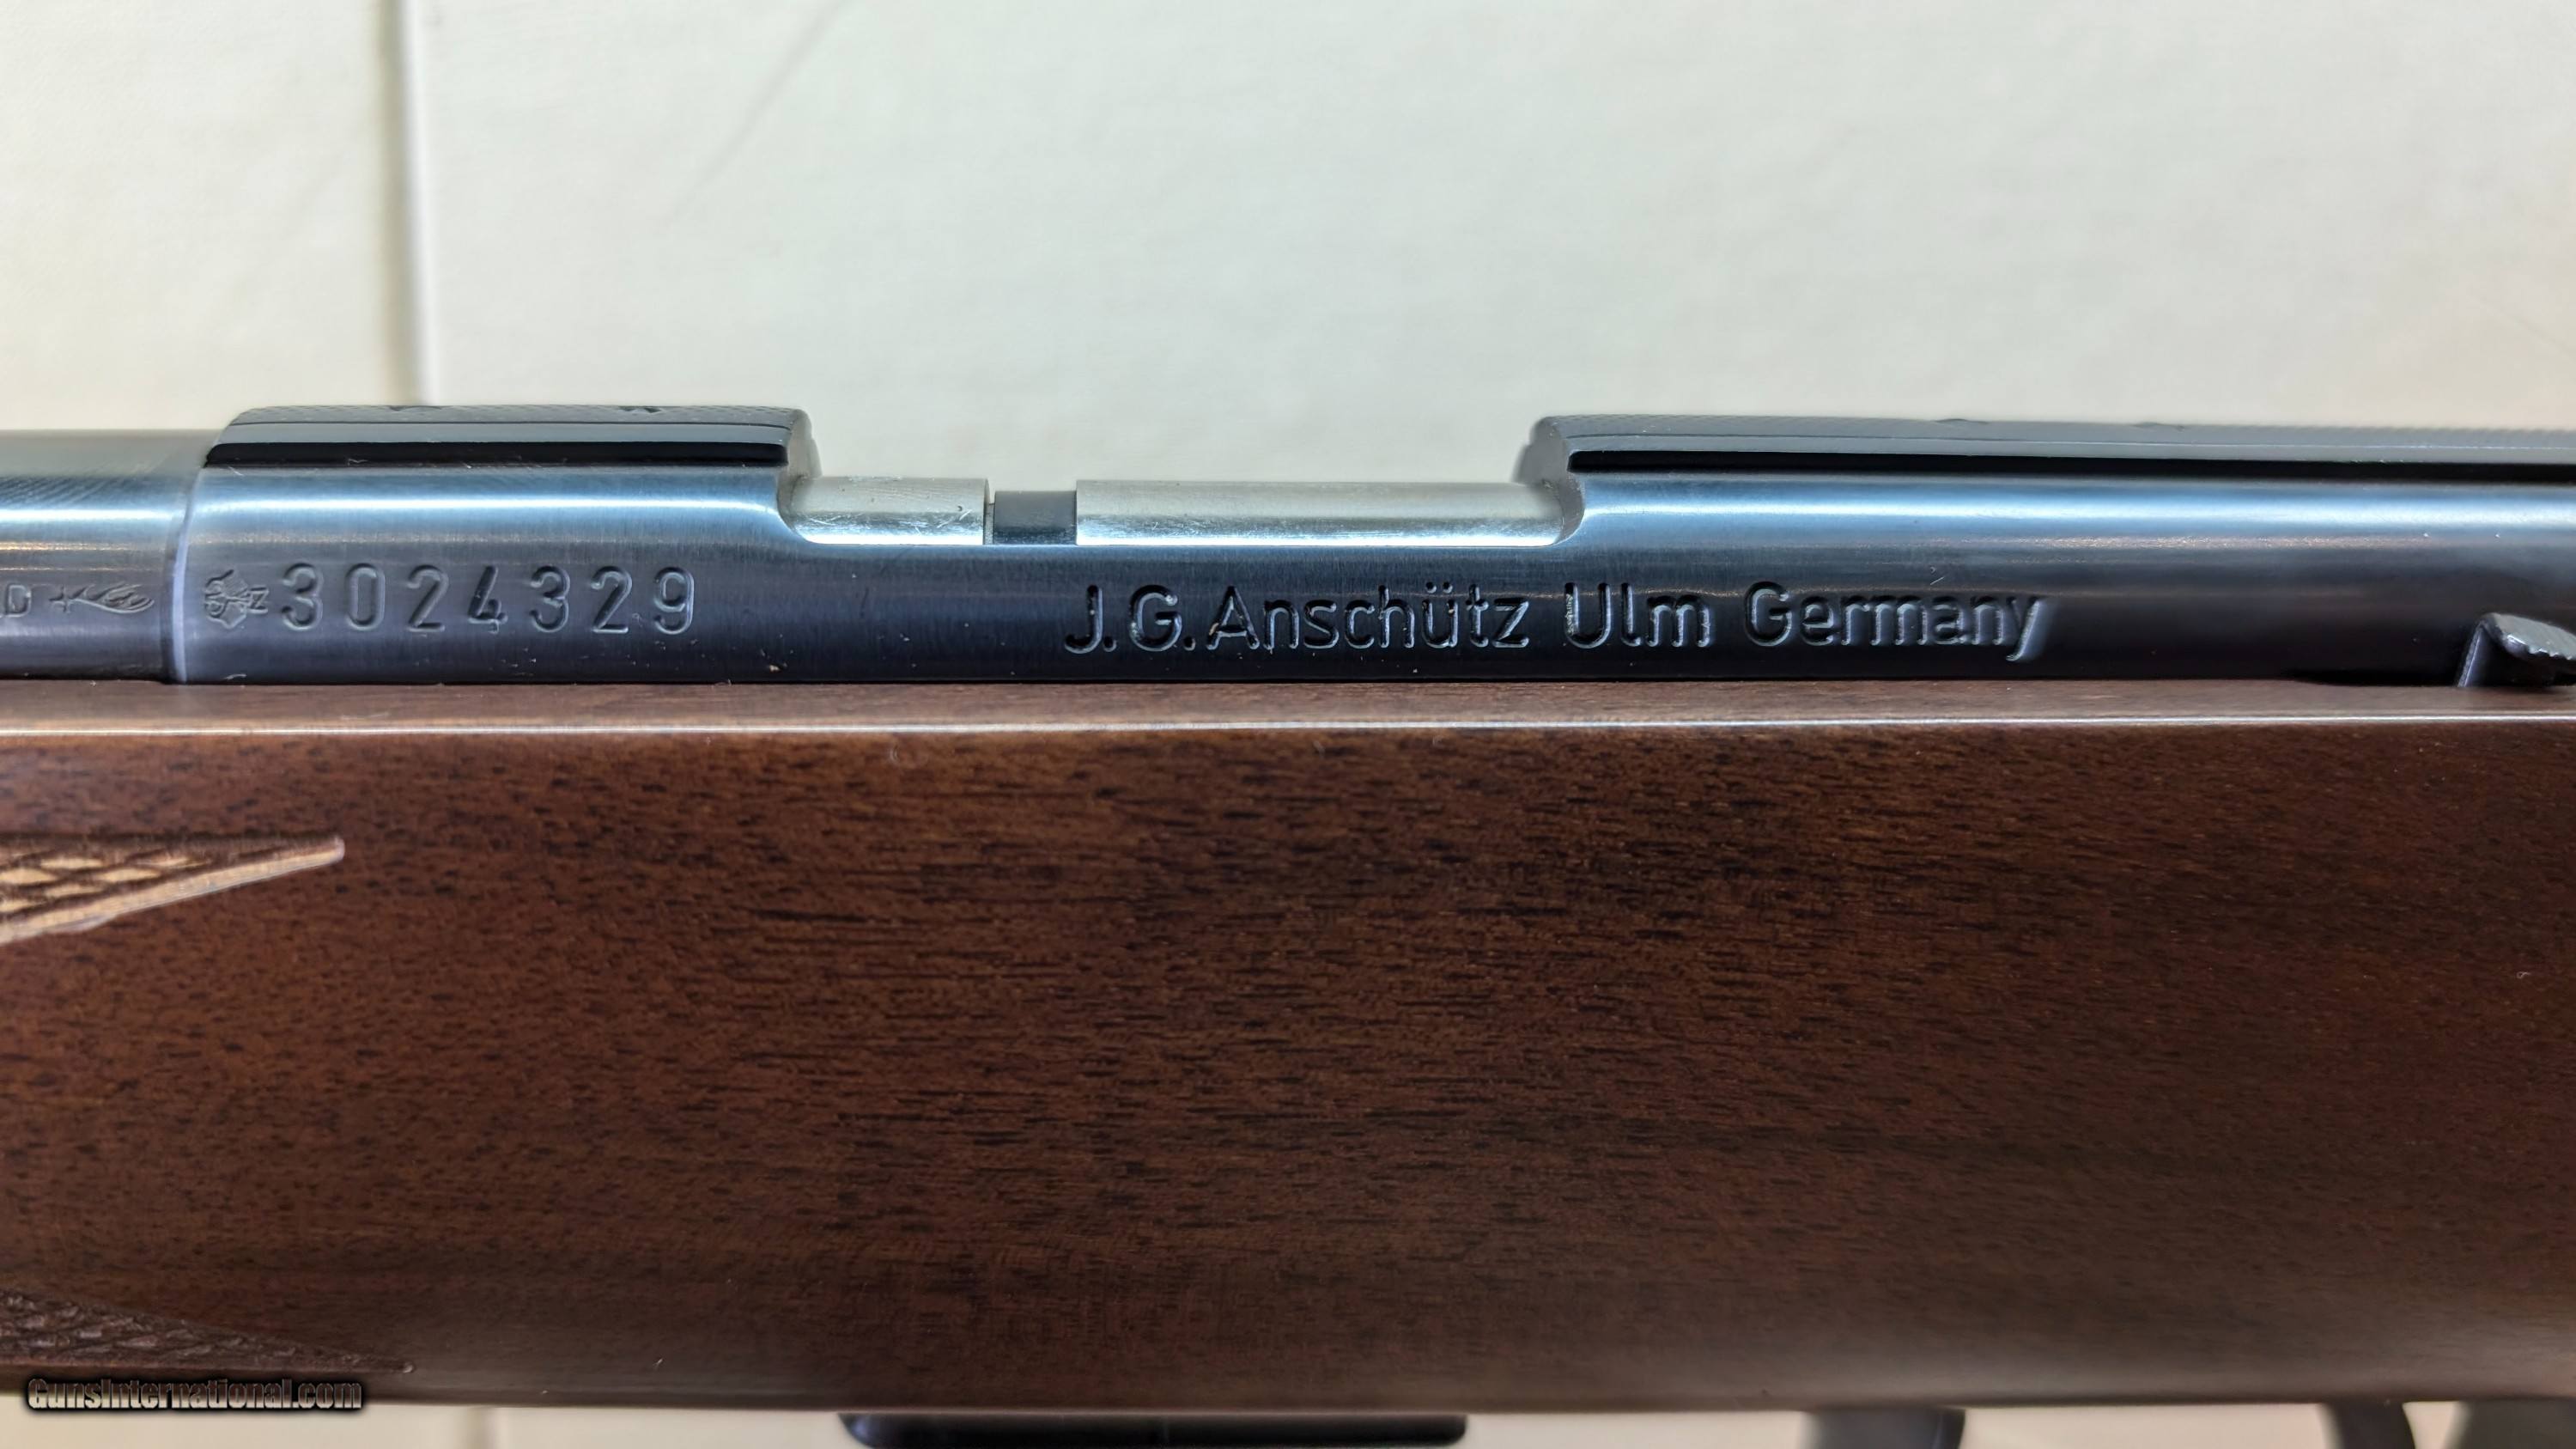 D
3024329
J.G.Anschütz Ulm Germany
GunsInternational.com